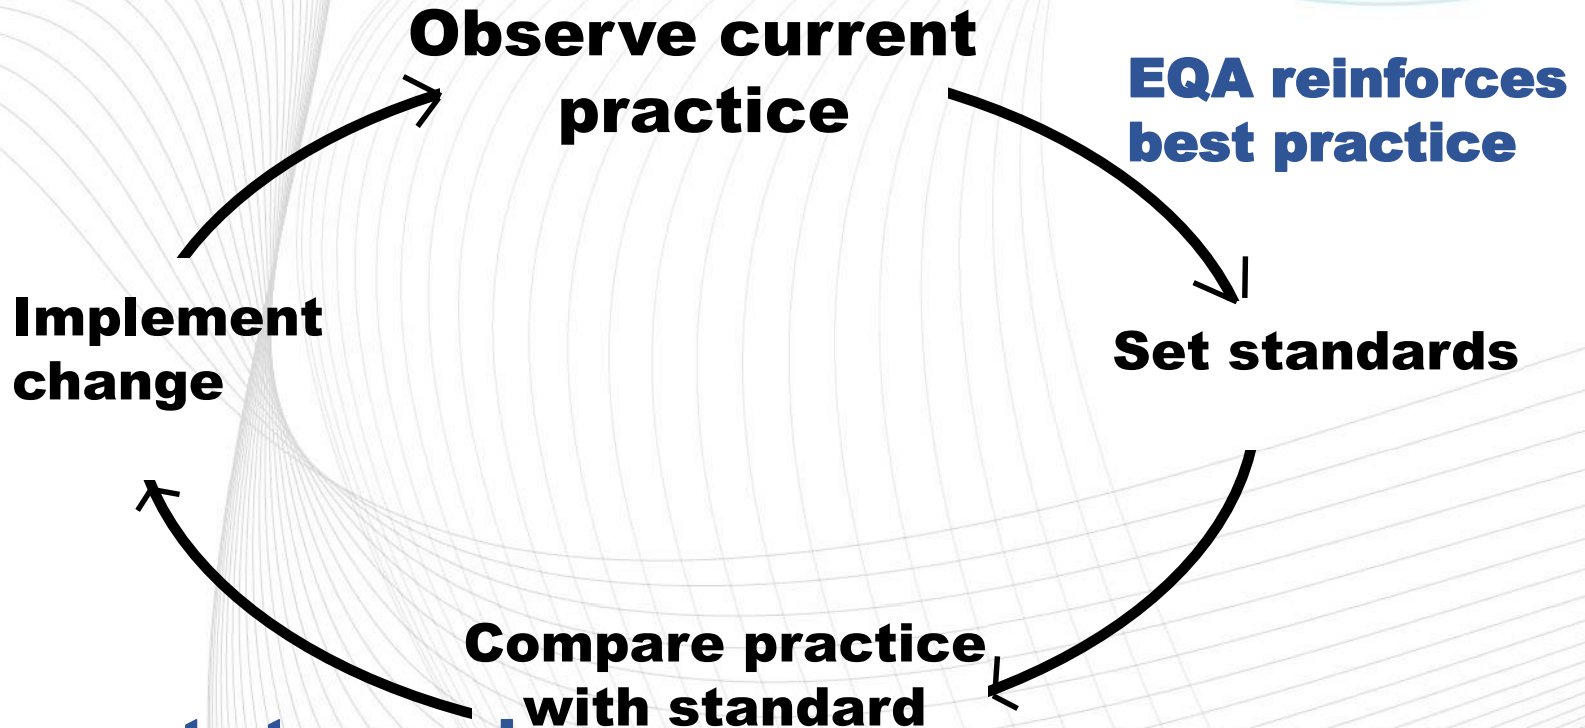 Observe current
practice
EQA reinforces
best practice
Implement
change
Set standards
Compare practice
with standard